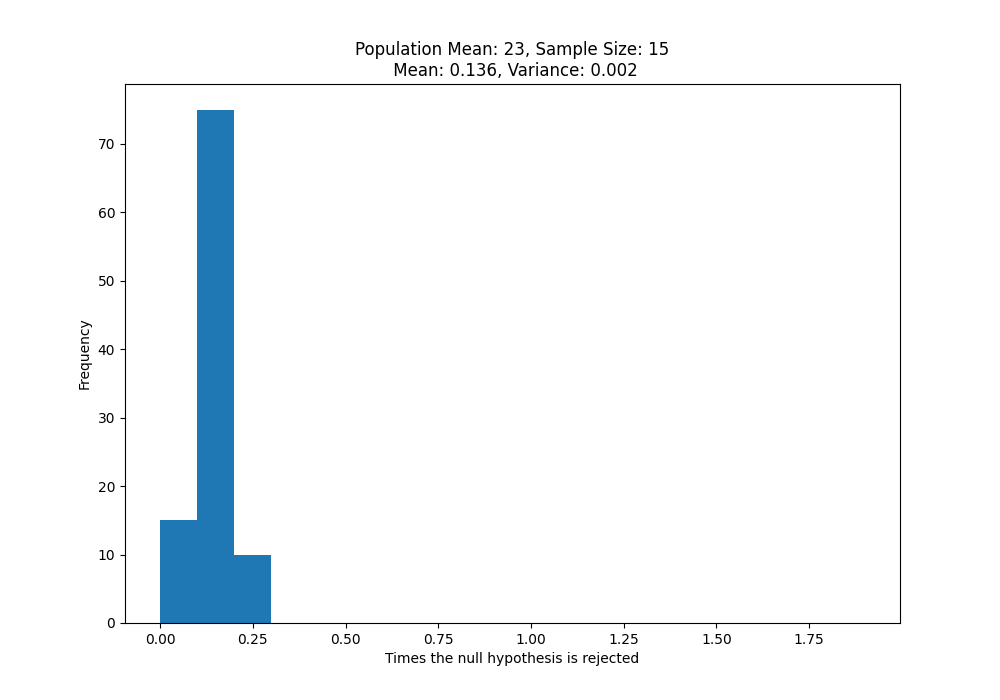 Population Mean: 23, Sample Size: 15
Mean: 0.136, Variance: 0.002
Frequency
70
60
50
40
30
20
10
0
0.00 0.25 0.50 0.75 1.00 1.25 1.50 1.75
Times the null hypothesis is rejected